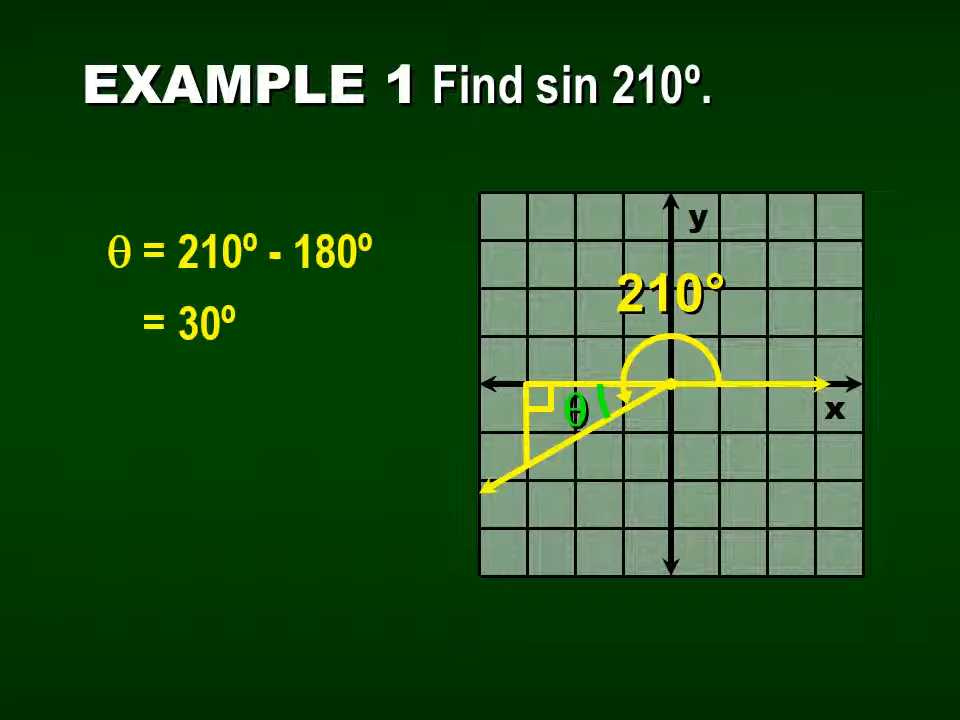 EXAMPLE 1 Find sin 210º.
θ = 210º - 180º
= 30º
y
210°
θ
x